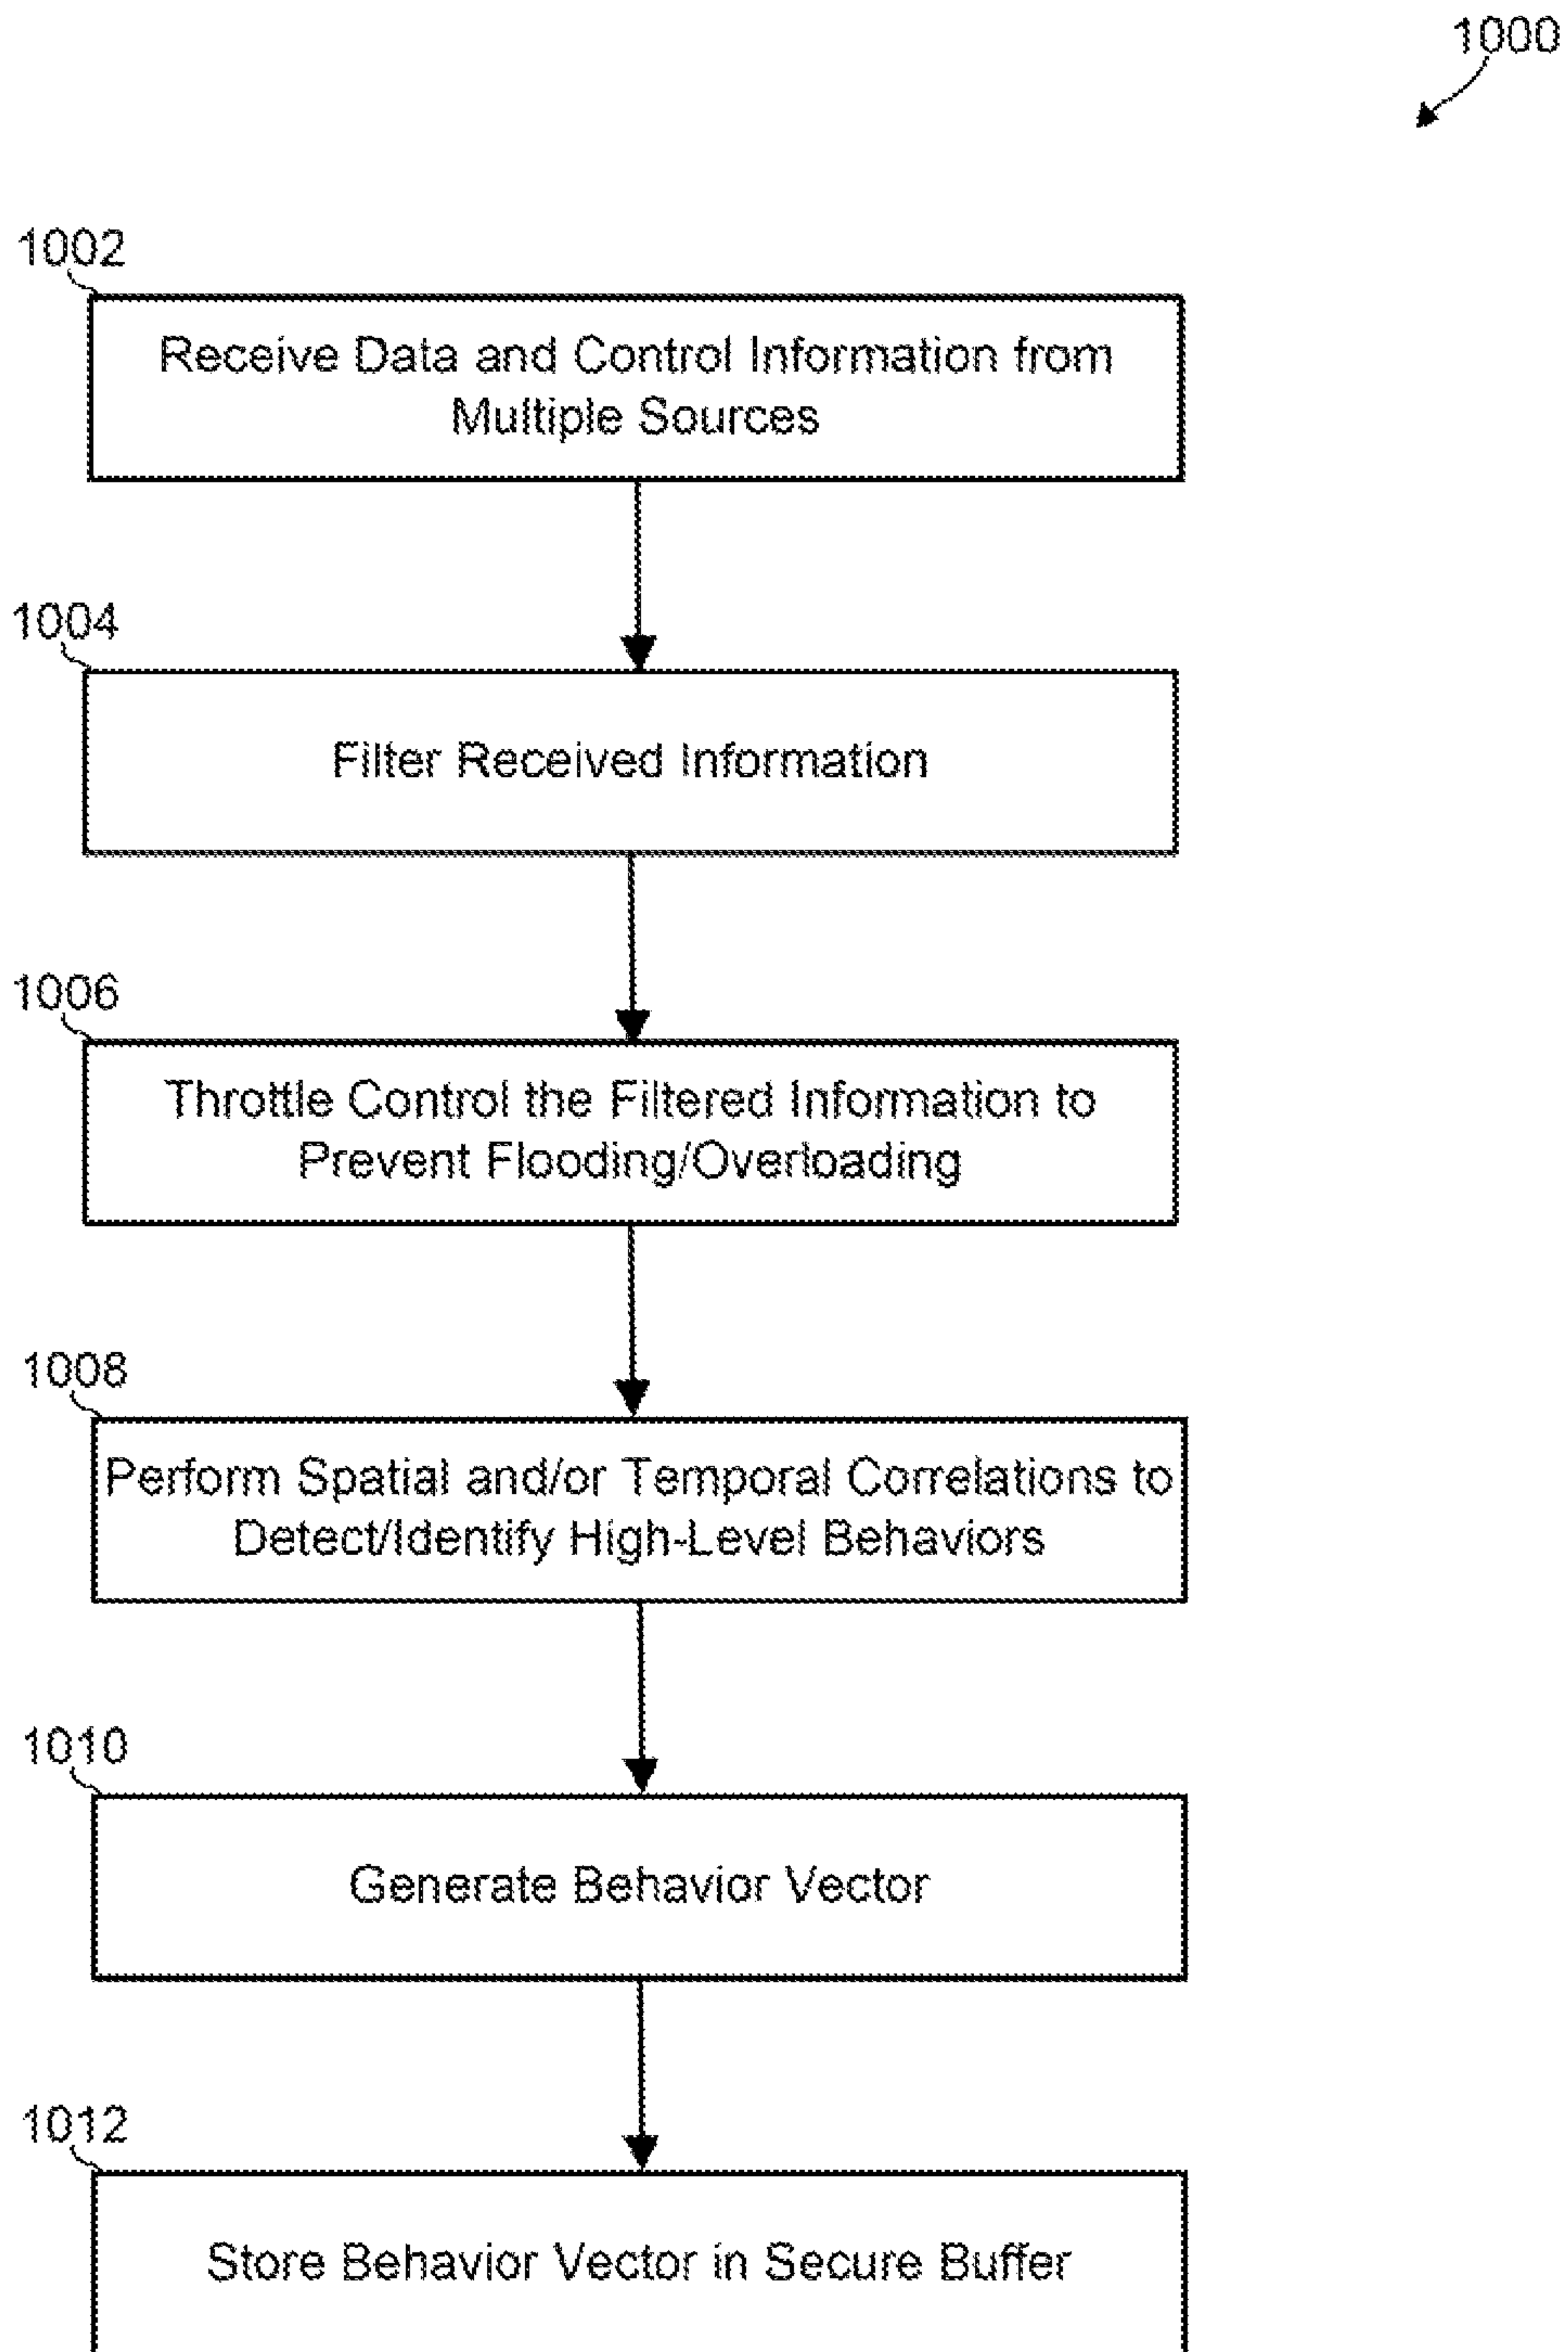 1000
1002
Receive Data and Control Information from
Multiple Sources
1004
Filter Received Information
1006
Throttle Control the Filtered Information to
Prevent Flooding/Overloading
1008
Perform Spatial and/or Temporal Correlations to
Detect/Identify High-Level Behaviors
1010
Generate Behavior Vector
1012
Store Behavior Vector in Secure Buffer